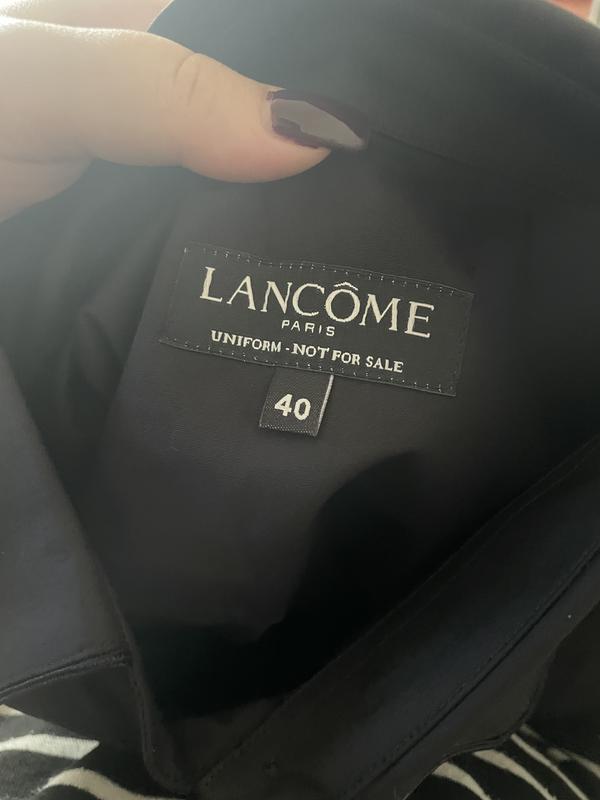 LANCÔME
PARIS
UNIFORM - NOT FOR SALE
40